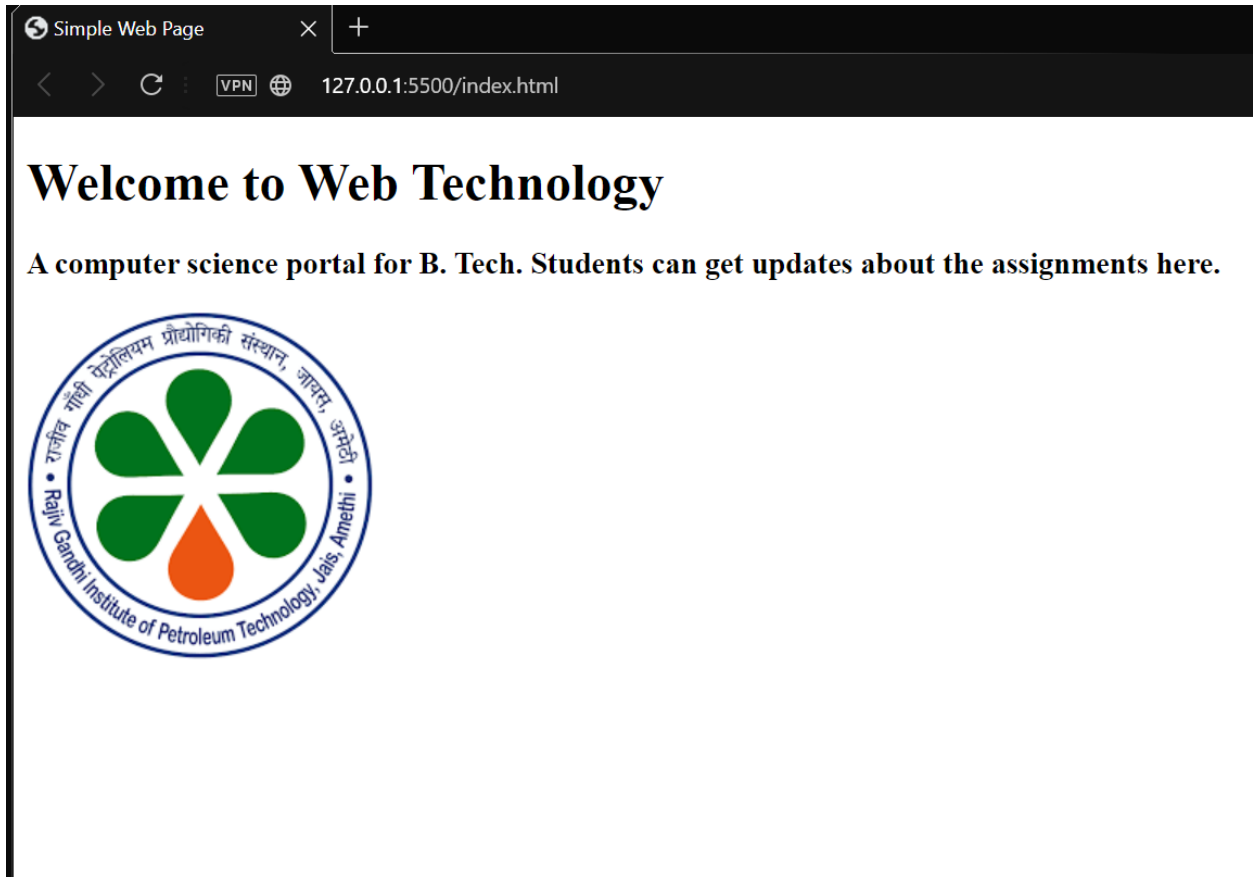 Simple Web Page
VPN 127.0.0.1:5500/index.html
Welcome to Web Technology
A computer science portal for B. Tech. Students can get updates about the assignments here.
राजीव गाँधी पेट्रोलियम प्रौद्योगिकी संस्थान, जायस, अमेठी
Rajiv Gandhi Institute of Petroleum Technology, Jais, Amethi